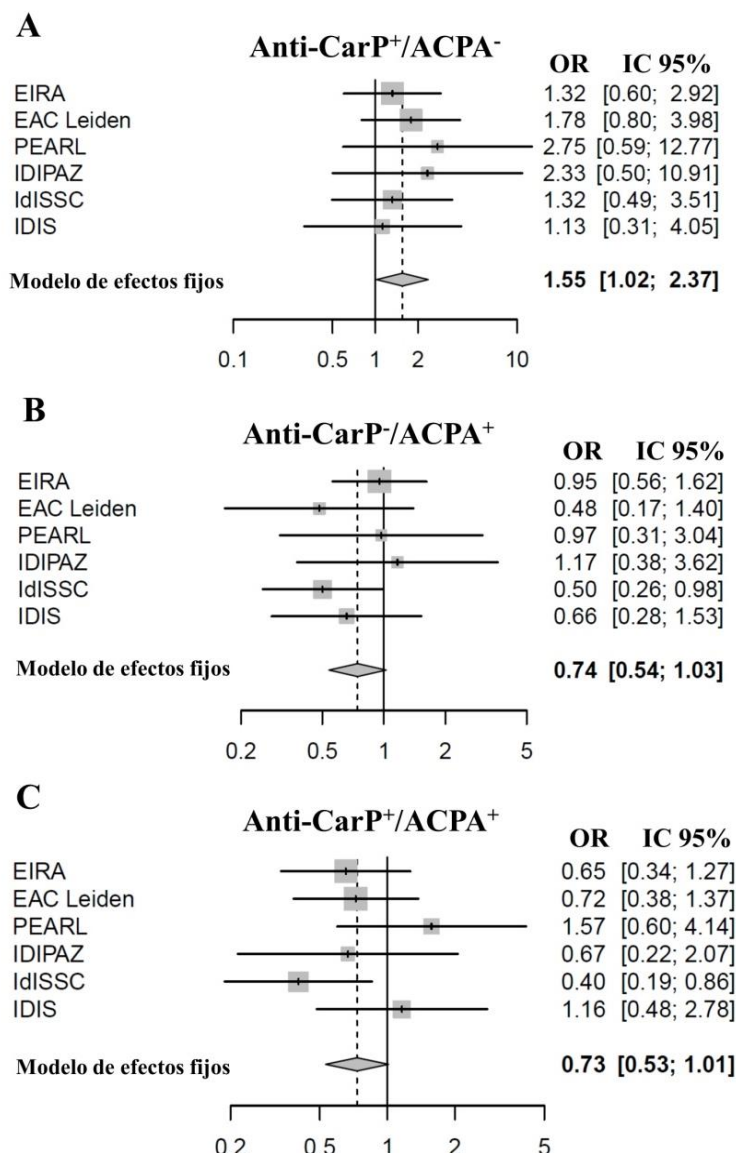 A
Anti-CarP⁺/ACPA⁻
OR IC 95%
EIRA 1.32 [0.60; 2.92]
EAC Leiden 1.78 [0.80; 3.98]
PEARL 2.75 [0.59; 12.77]
IDIPAZ 2.33 [0.50; 10.91]
IdISSC 1.32 [0.49; 3.51]
IDIS 1.13 [0.31; 4.05]
Modelo de efectos fijos 1.55 [1.02; 2.37]
0.1 0.5 1 2 10
B
Anti-CarP⁻/ACPA⁺
OR IC 95%
EIRA 0.95 [0.56; 1.62]
EAC Leiden 0.48 [0.17; 1.40]
PEARL 0.97 [0.31; 3.04]
IDIPAZ 1.17 [0.38; 3.62]
IdISSC 0.50 [0.26; 0.98]
IDIS 0.66 [0.28; 1.53]
Modelo de efectos fijos 0.74 [0.54; 1.03]
0.2 0.5 1 2 5
C
Anti-CarP⁺/ACPA⁺
OR IC 95%
EIRA 0.65 [0.34; 1.27]
EAC Leiden 0.72 [0.38; 1.37]
PEARL 1.57 [0.60; 4.14]
IDIPAZ 0.67 [0.22; 2.07]
IdISSC 0.40 [0.19; 0.86]
IDIS 1.16 [0.48; 2.78]
Modelo de efectos fijos 0.73 [0.53; 1.01]
0.2 0.5 1 2 5